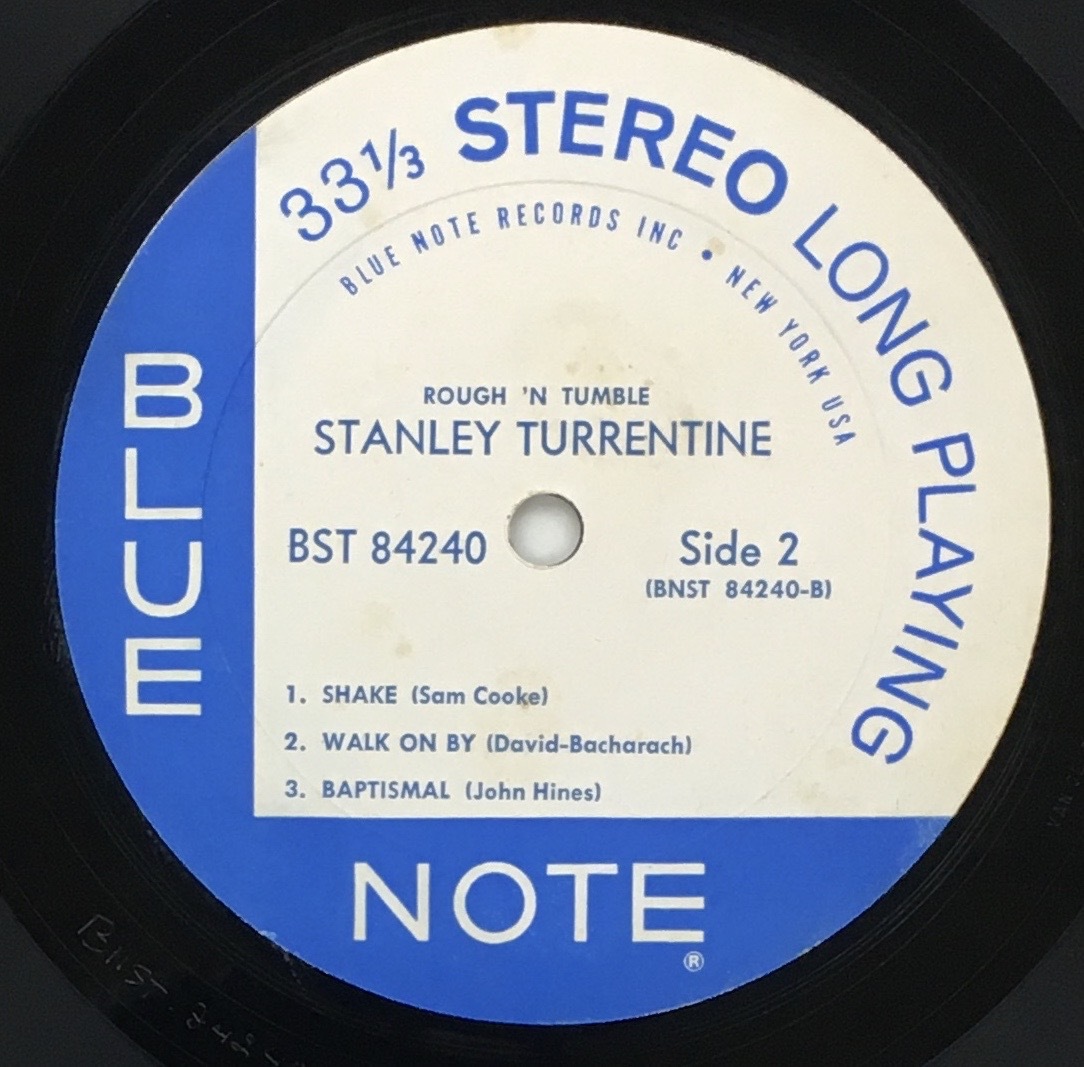 33⅓ STEREO LONG PLAYING
BLUE NOTE RECORDS INC • NEW YORK USA
ROUGH 'N TUMBLE
STANLEY TURRENTINE
BST 84240
Side 2
(BNST 84240-B)
1. SHAKE (Sam Cooke)
2. WALK ON BY (David-Bacharach)
3. BAPTISMAL (John Hines)
BLUE
NOTE
®